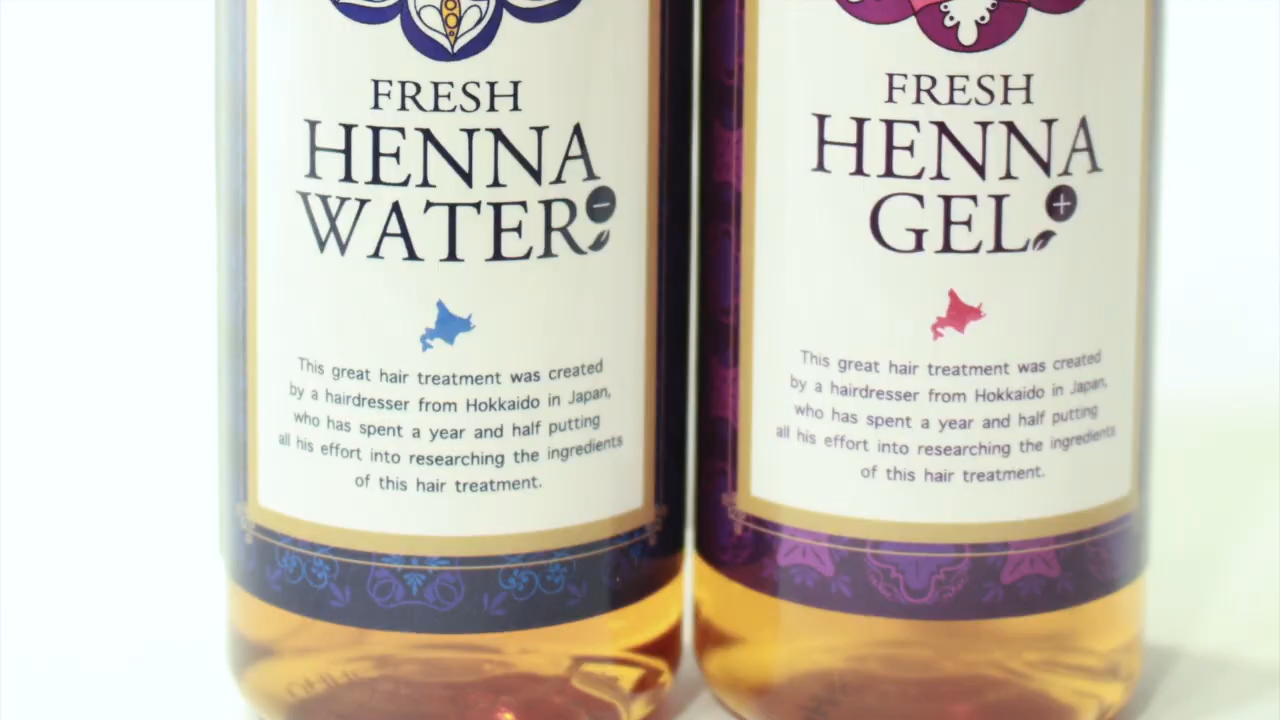 FRESH
HENNA
WATER
This great hair treatment was created
by a hairdresser from Hokkaido in Japan,
who has spent a year and half putting
all his effort into researching the ingredients
of this hair treatment.
FRESH
HENNA
GEL
This great hair treatment was created
by a hairdresser from Hokkaido in Japan,
who has spent a year and half putting
all his effort into researching the ingredients
of this hair treatment.